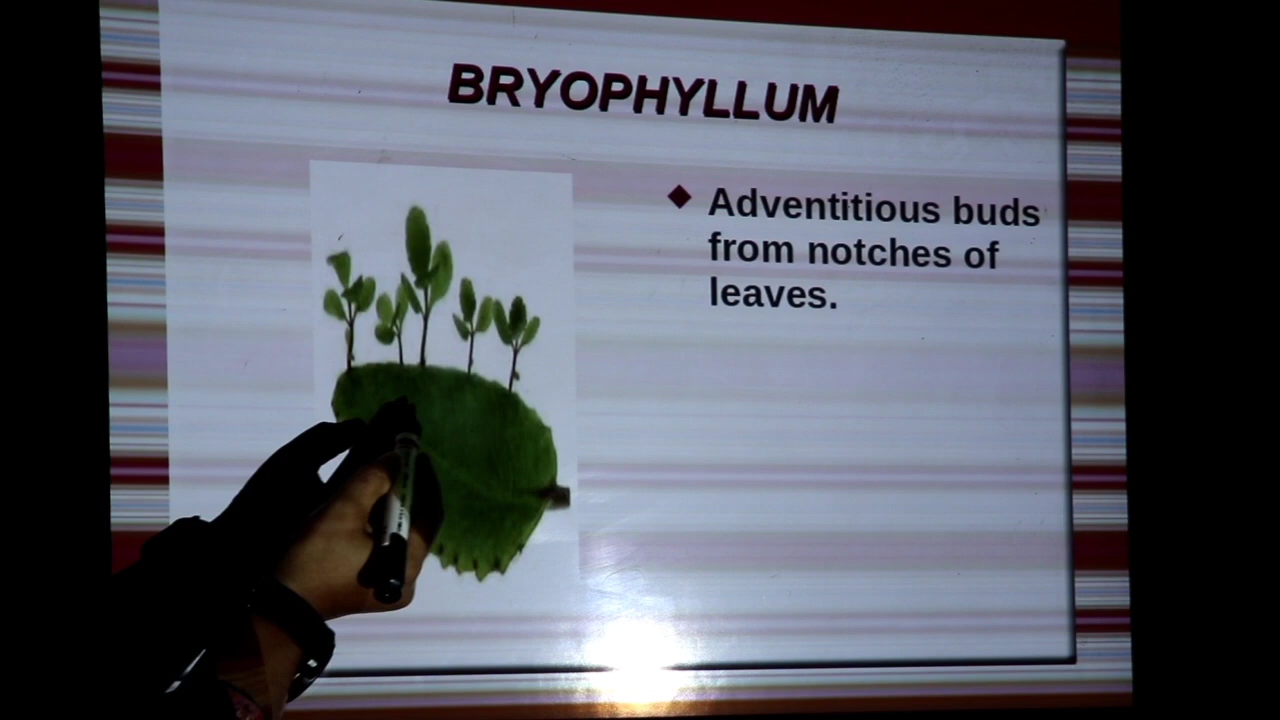 BRYOPHYLLUM
Adventitious buds
from notches of
leaves.